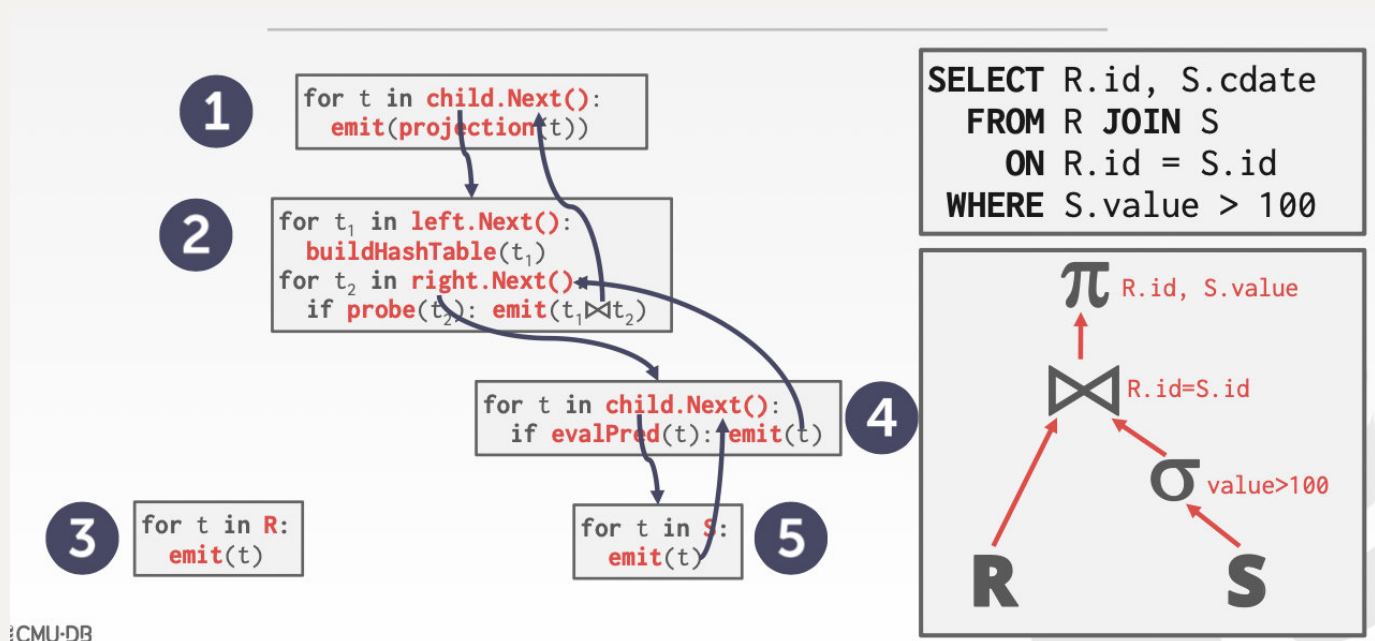 1
for t in child.Next():
emit(projection(t))
2
for t₁ in left.Next():
buildHashTable(t₁)
for t₂ in right.Next():
if probe(t₂): emit(t₁⨝t₂)
for t in child.Next():
if evalPred(t): emit(t)
4
3
for t in R:
emit(t)
for t in S:
emit(t)
5
SELECT R.id, S.cdate
FROM R JOIN S
ON R.id = S.id
WHERE S.value > 100
π R.id, S.value
⨝ R.id=S.id
σ value>100
R S
CMU·DB